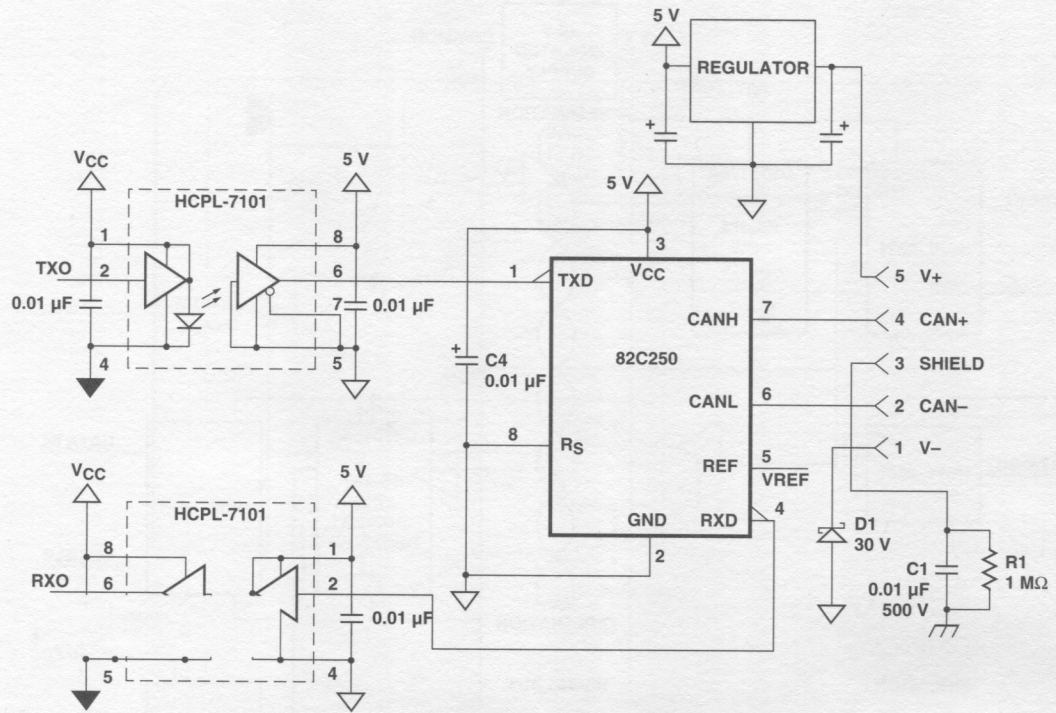 5 V
REGULATOR
+
+
VCC
5 V
HCPL-7101
1
8
TXO
2
6
0.01 µF
7
0.01 µF
4
5
5 V
3
VCC
1
TXD
CANH
7
82C250
+
C4
0.01 µF
CANL
6
8
RS
REF
5
VREF
4
GND
RXD
2
5
V+
4
CAN+
3
SHIELD
2
CAN–
1
V–
D1
30 V
C1
0.01 µF
500 V
R1
1 MΩ
VCC
5 V
HCPL-7101
8
1
RXO
6
2
0.01 µF
5
4